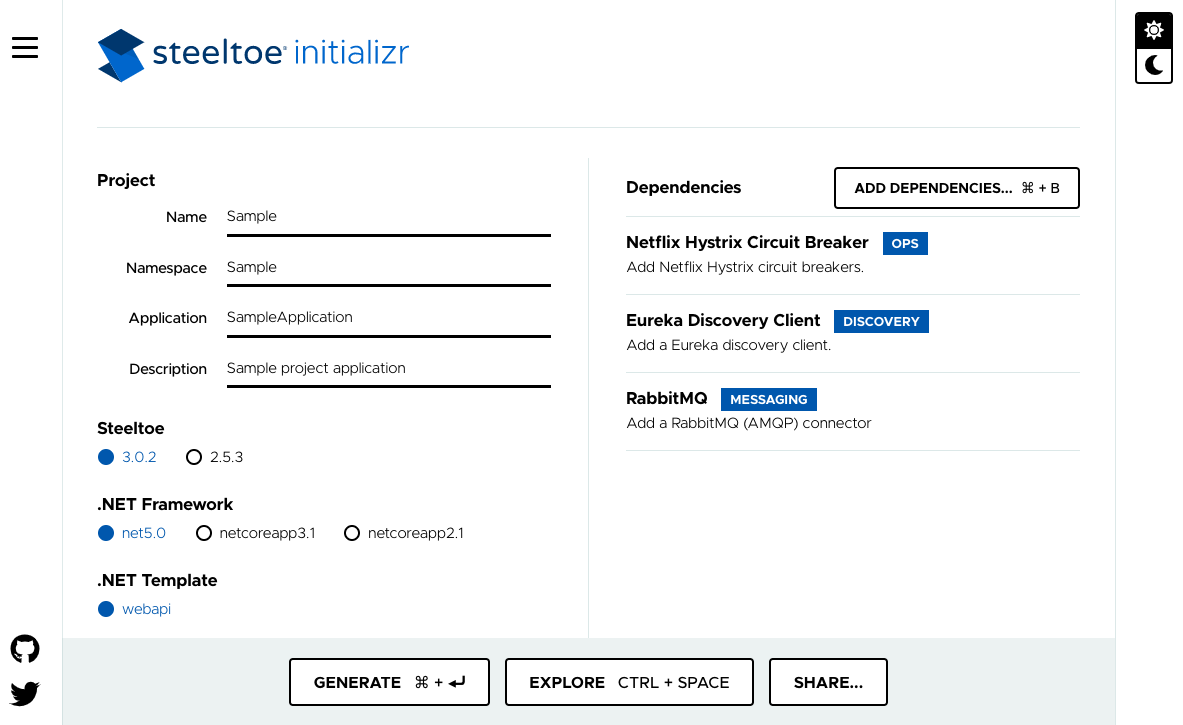 steeltoe® initializr
Project
Name Sample
Namespace Sample
Application SampleApplication
Description Sample project application
Steeltoe
3.0.2 2.5.3
.NET Framework
net5.0 netcoreapp3.1 netcoreapp2.1
.NET Template
webapi
Dependencies ADD DEPENDENCIES... ⌘ + B
Netflix Hystrix Circuit Breaker OPS
Add Netflix Hystrix circuit breakers.
Eureka Discovery Client DISCOVERY
Add a Eureka discovery client.
RabbitMQ MESSAGING
Add a RabbitMQ (AMQP) connector
GENERATE ⌘ + ↵ EXPLORE CTRL + SPACE SHARE...